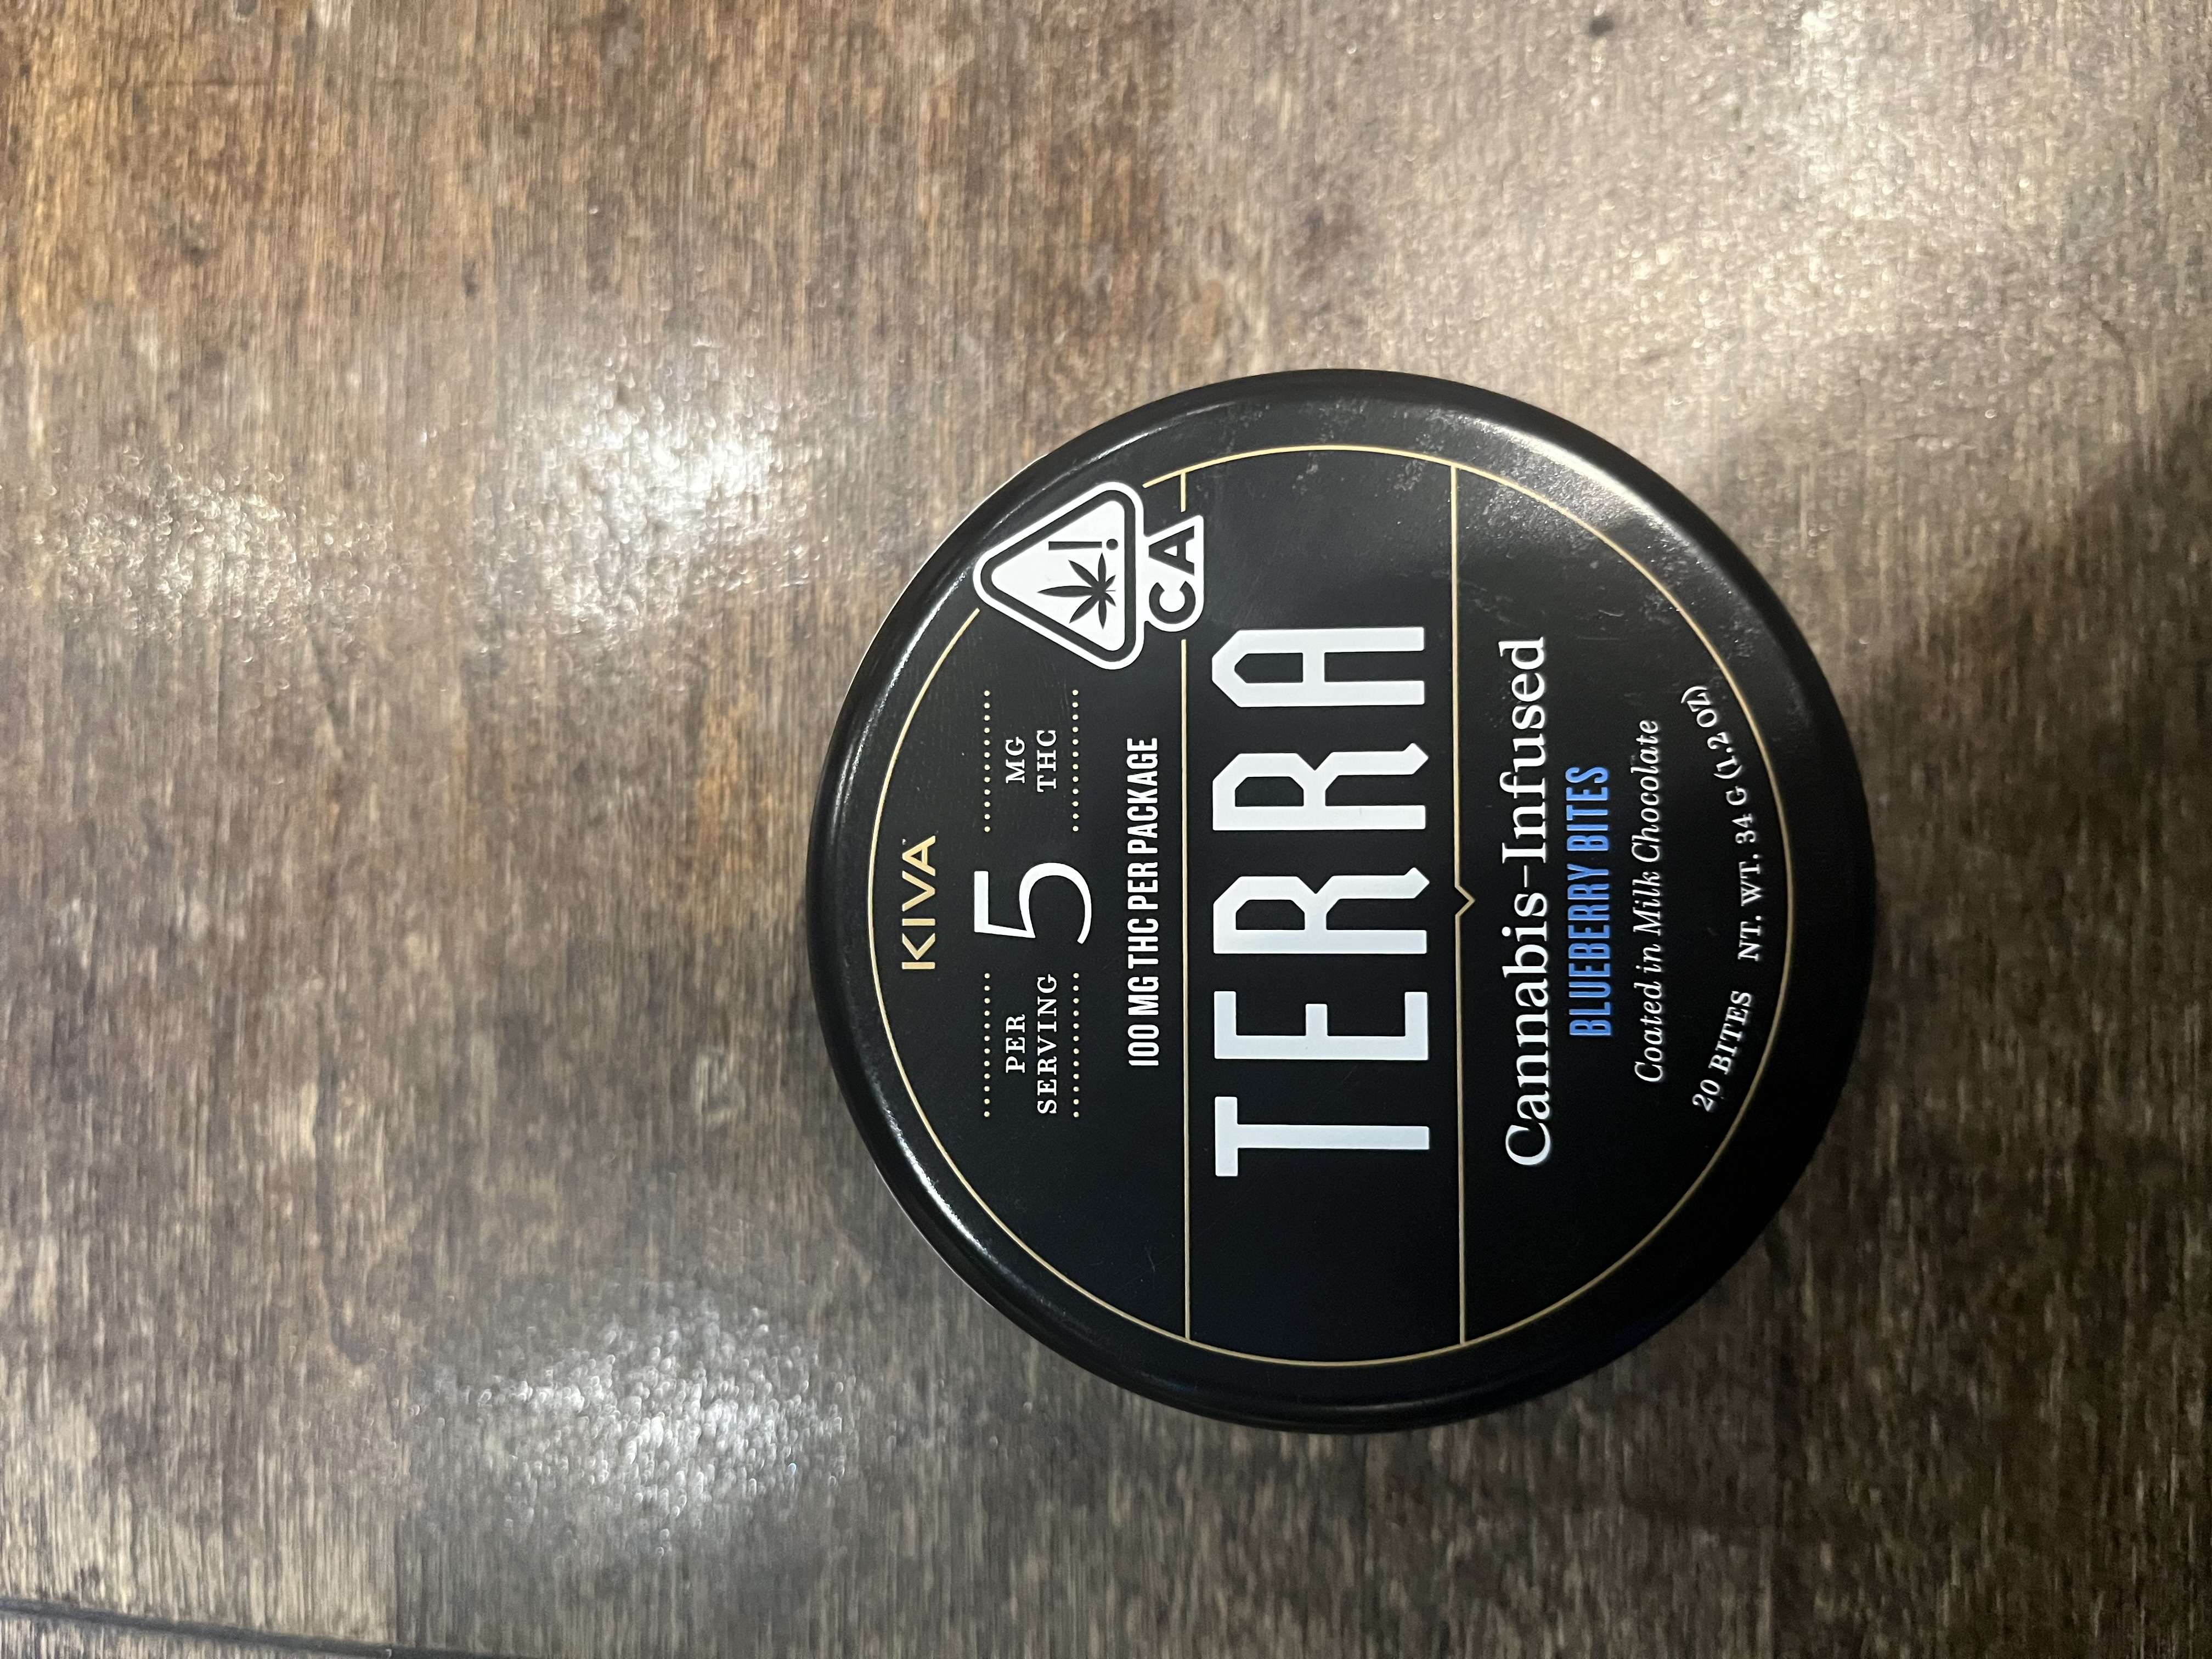 KIVA™
PER SERVING 5 MG THC
100 MG THC PER PACKAGE
!
CA
TERRA
Cannabis-Infused
BLUEBERRY BITES
Coated in Milk Chocolate
20 BITES NT. WT. 34 G (1.2 OZ)